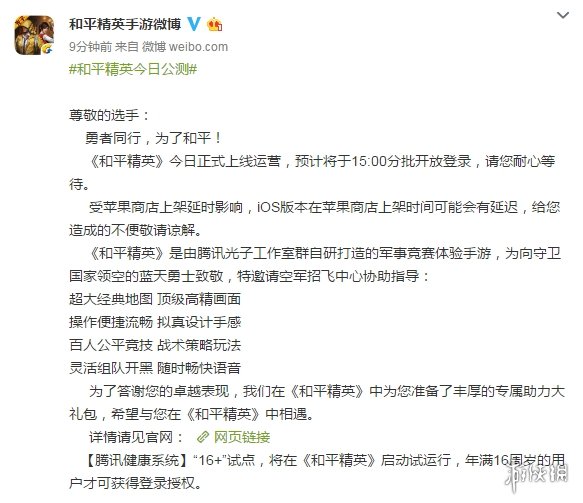 和平精英手游微博
9分钟前 来自 微博 weibo.com
#和平精英今日公测#
尊敬的选手：
勇者同行，为了和平！
《和平精英》今日正式上线运营，预计将于15:00分批开放登录，请您耐心等
待。
受苹果商店上架延时影响，iOS版本在苹果商店上架时间可能会有延迟，给您
造成的不便敬请谅解。
《和平精英》是由腾讯光子工作室群自研打造的军事竞赛体验手游，为向守卫
国家领空的蓝天勇士致敬，特邀请空军招飞中心协助指导：
超大经典地图 顶级高精画面
操作便捷流畅 拟真设计手感
百人公平竞技 战术策略玩法
灵活组队开黑 随时畅快语音
为了答谢您的卓越表现，我们在《和平精英》中为您准备了丰厚的专属助力大
礼包，希望与您在《和平精英》中相遇。
详情请见官网： 网页链接
【腾讯健康系统】“16+”试点，将在《和平精英》启动试运行，年满16周岁的用
户才可获得登录授权。
游侠网